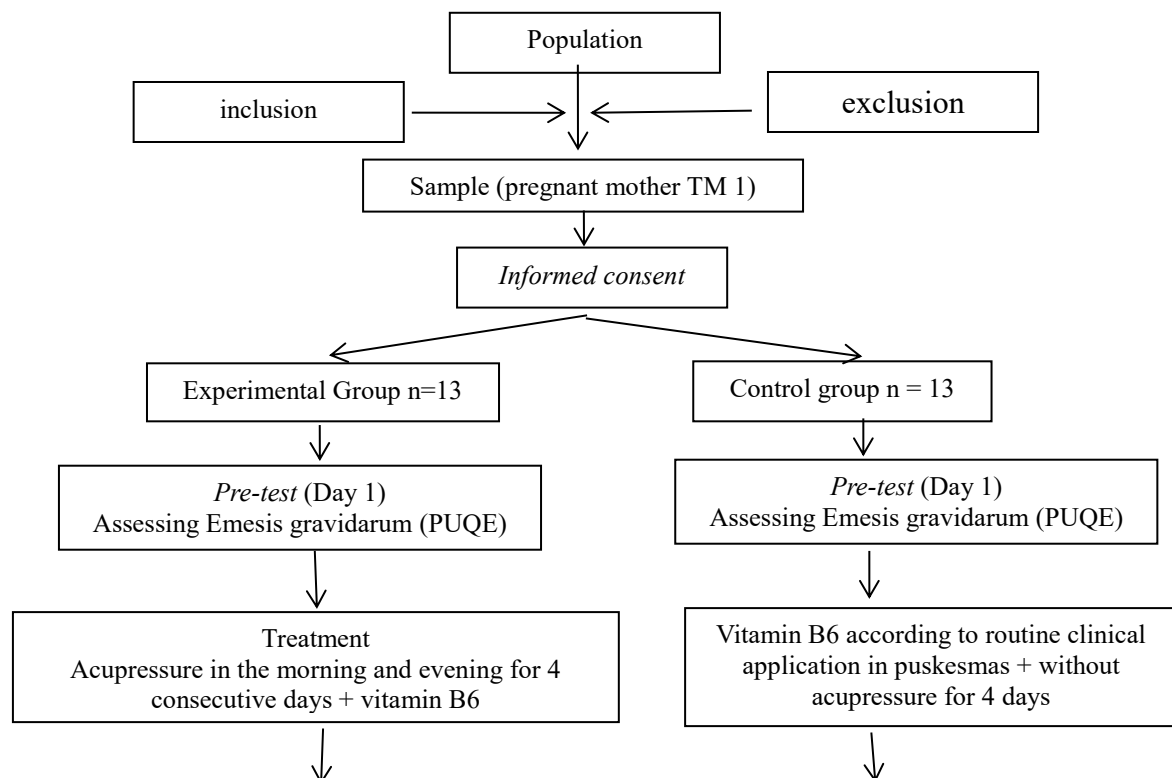 Population
inclusion
exclusion
Sample (pregnant mother TM 1)
Informed consent
Experimental Group n=13
Control group n = 13
Pre-test (Day 1)
Assessing Emesis gravidarum (PUQE)
Pre-test (Day 1)
Assessing Emesis gravidarum (PUQE)
Treatment
Acupressure in the morning and evening for 4
consecutive days + vitamin B6
Vitamin B6 according to routine clinical
application in puskesmas + without
acupressure for 4 days